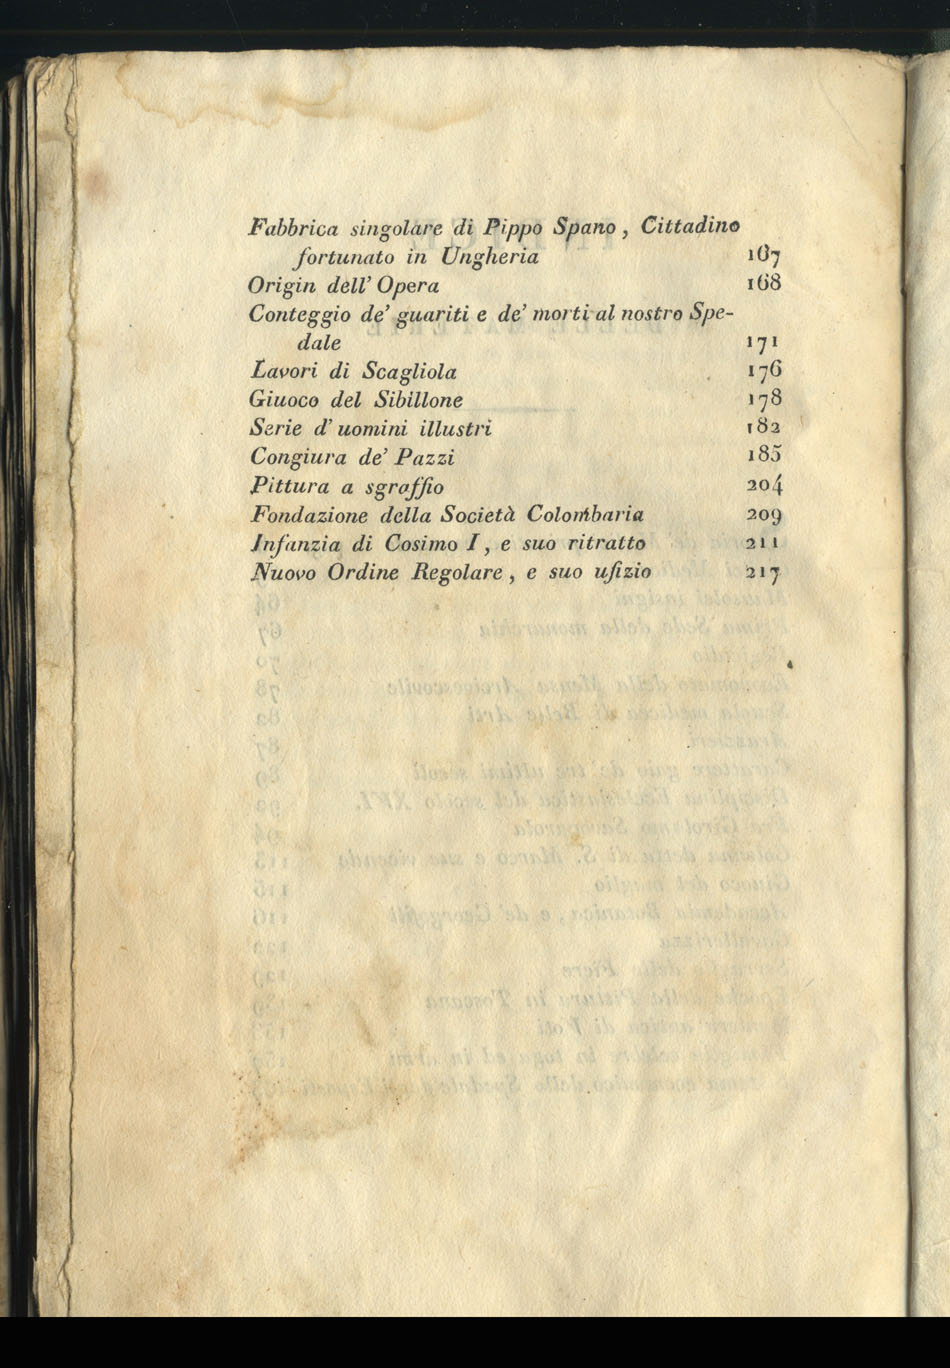 Fabbrica singolare di Pippo Spano, Cittadino
fortunato in Ungheria 167
Origin dell' Opera 168
Conteggio de' guariti e de' morti al nostro Spe-
dale 171
Lavori di Scagliola 176
Giuoco del Sibillone 178
Serie d' uomini illustri 182
Congiura de' Pazzi 185
Pittura a sgraffio 204
Fondazione della Società Colombaria 209
Infanzia di Cosimo I, e suo ritratto 211
Nuovo Ordine Regolare, e suo ufizio 217